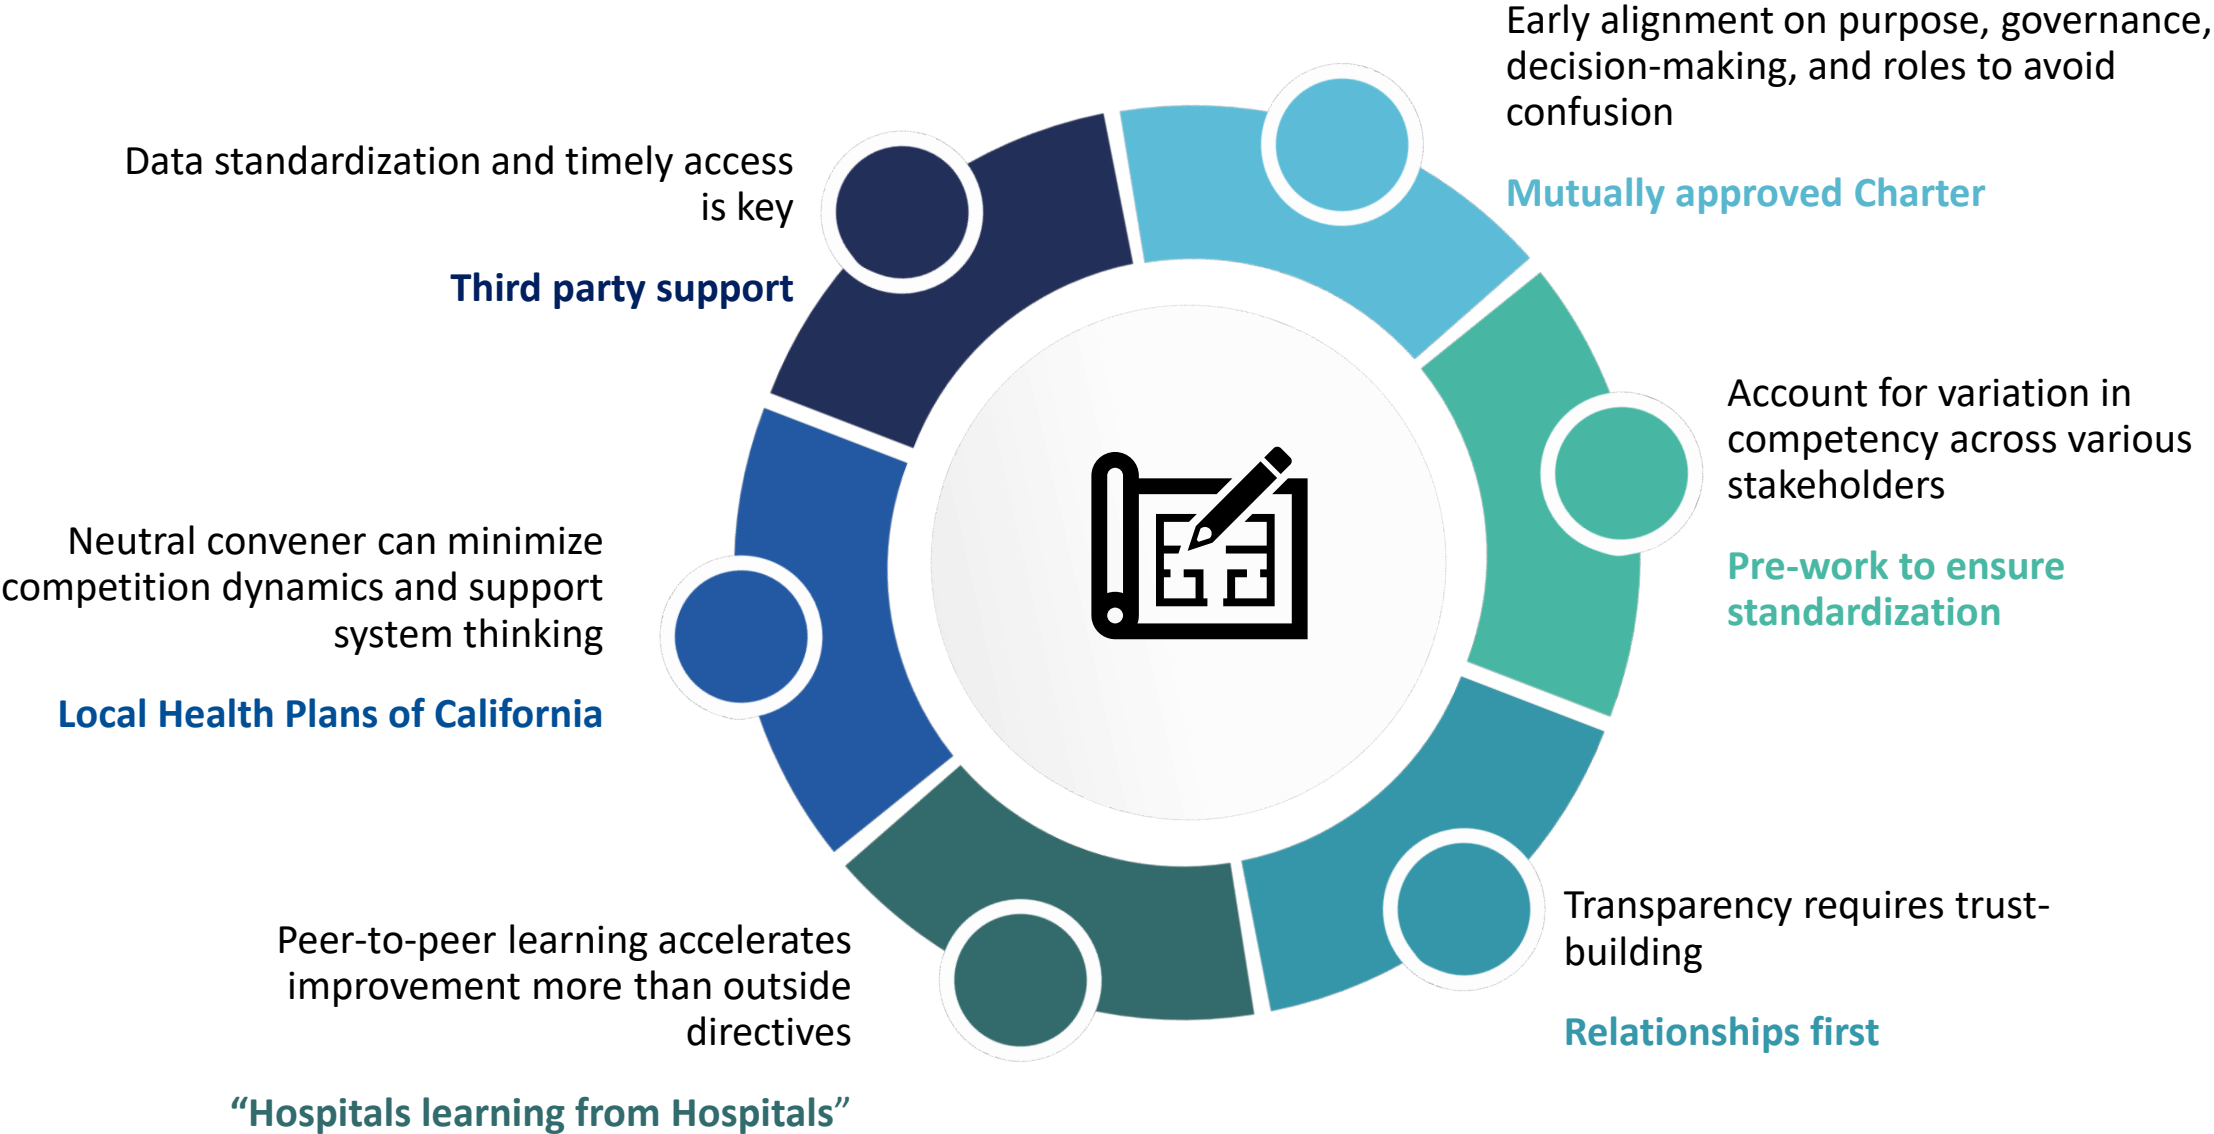 Early alignment on purpose, governance,
decision-making, and roles to avoid
confusion
Mutually approved Charter
Account for variation in
competency across various
stakeholders
Pre-work to ensure
standardization
Transparency requires trust-
building
Relationships first
Peer-to-peer learning accelerates
improvement more than outside
directives
“Hospitals learning from Hospitals”
Neutral convener can minimize
competition dynamics and support
system thinking
Local Health Plans of California
Data standardization and timely access
is key
Third party support